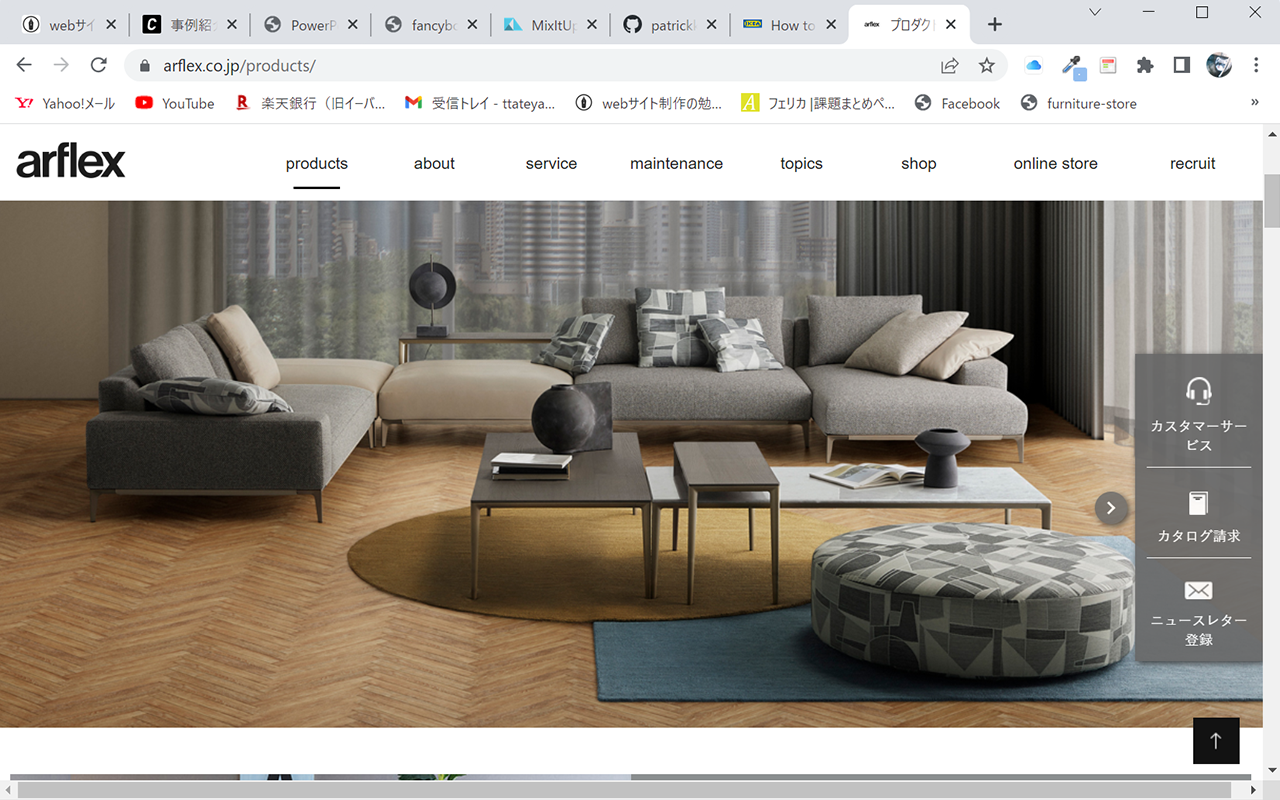 webサイ
事例紹
PowerP
fancybo
MixItUp
patrick
How to
arflex プロダクト
arflex.co.jp/products/
Yahoo!メール
YouTube
楽天銀行（旧イーバ...
受信トレイ - ttateya...
webサイト制作の勉...
フェリカ |課題まとめペ...
Facebook
furniture-store
»
arflex
products
about
service
maintenance
topics
shop
online store
recruit
カスタマーサー
ビス
カタログ請求
ニュースレター
登録